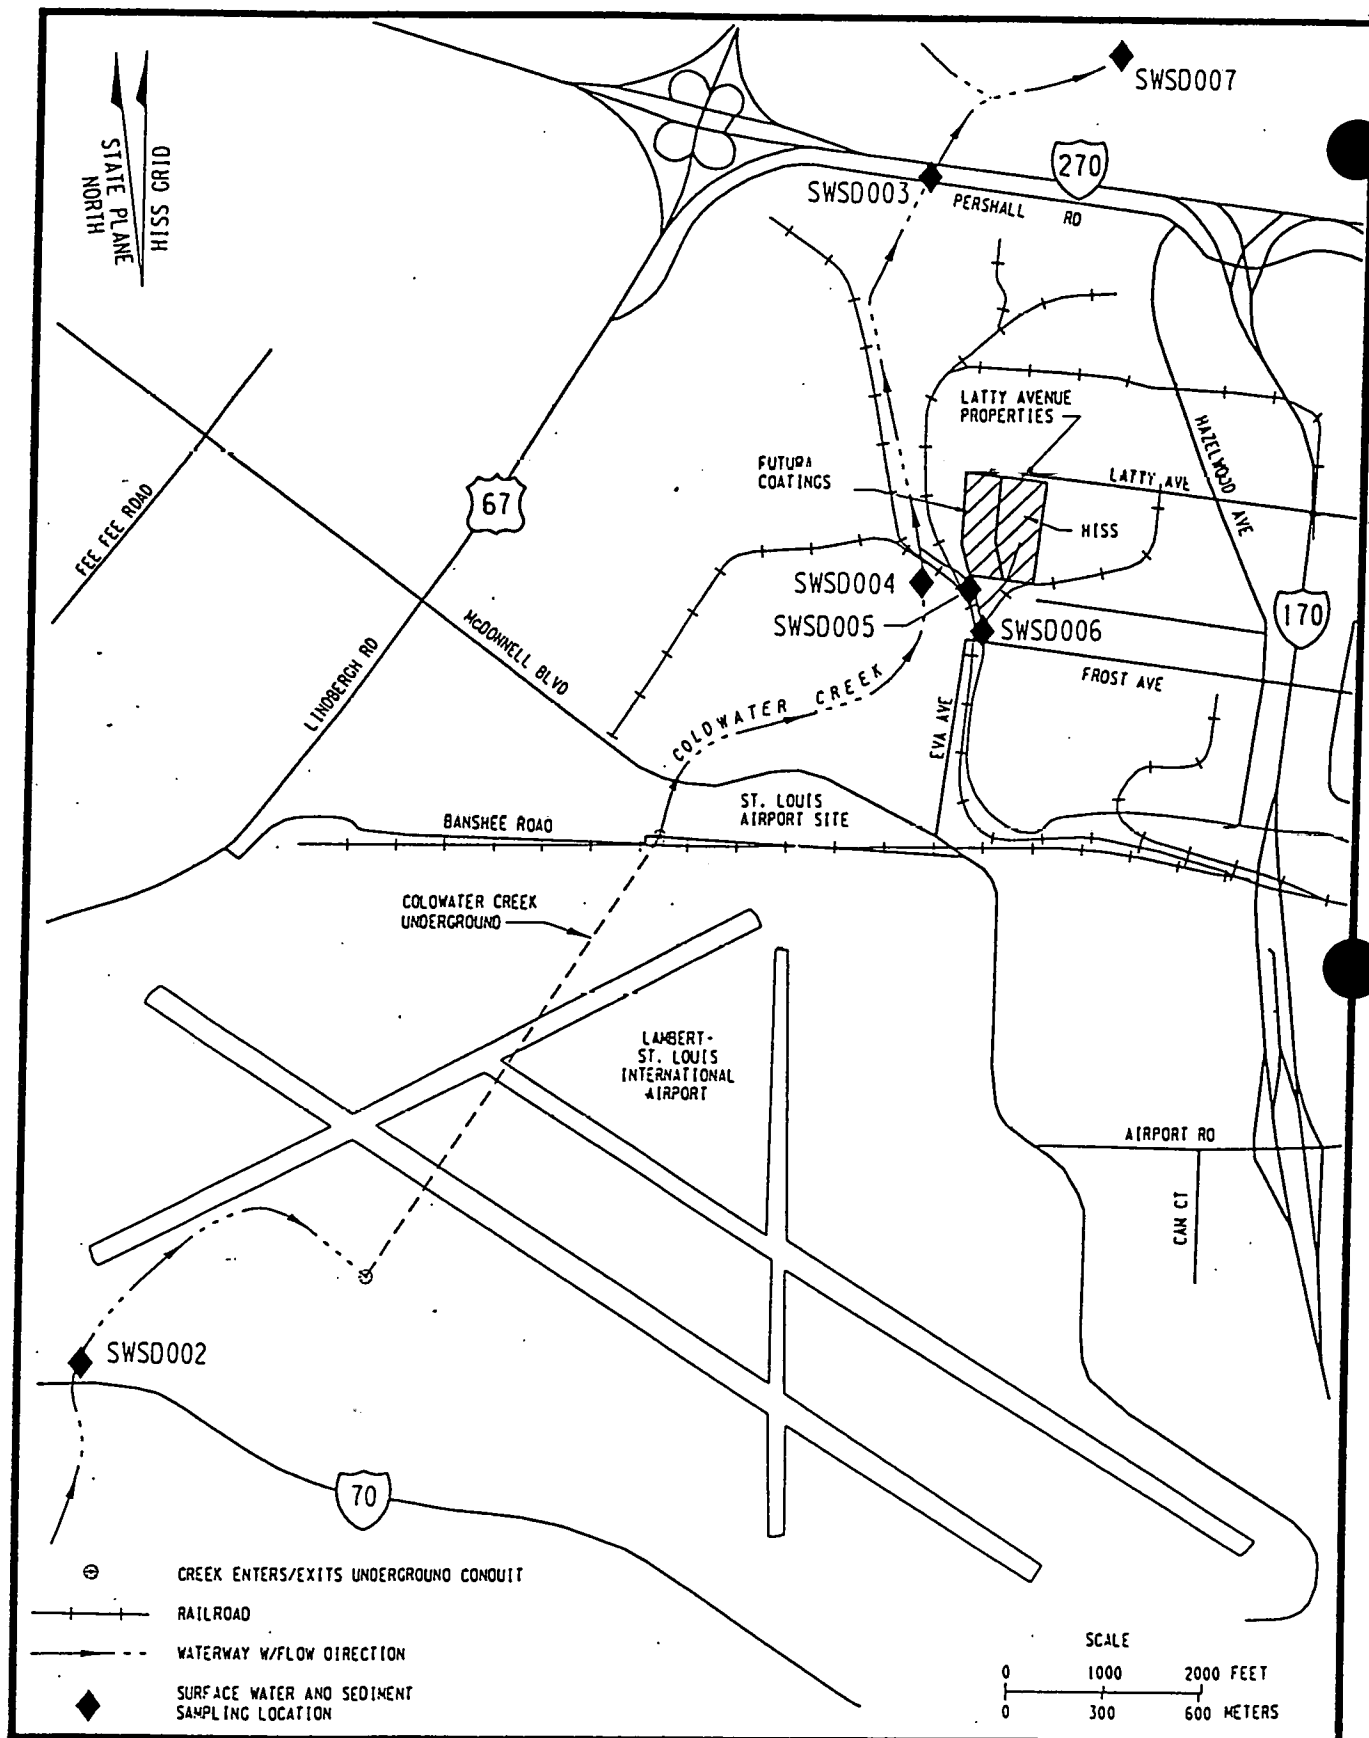 SWSD007
STATE PLANE
NORTH
HISS GRID
270
SWSD003
PERSHALL RD
LATTY AVENUE
PROPERTIES
FUTURA
COATINGS
LATTY AVE
HAZELWOOD AVE
67
FEE FEE ROAD
HISS
SWSD004
SWSD005
SWSD006
170
LINDBERGH RD
McDONNELL BLVD
COLDWATER CREEK
FROST AVE
EVA AVE
ST. LOUIS
AIRPORT SITE
BANSHEE ROAD
COLDWATER CREEK
UNDERGROUND
LAMBERT-
ST. LOUIS
INTERNATIONAL
AIRPORT
AIRPORT RD
CAM CT
SWSD002
70
CREEK ENTERS/EXITS UNDERGROUND CONDUIT
RAILROAD
WATERWAY W/FLOW DIRECTION
SURFACE WATER AND SEDIMENT
SAMPLING LOCATION
SCALE
0 1000 2000 FEET
0 300 600 METERS